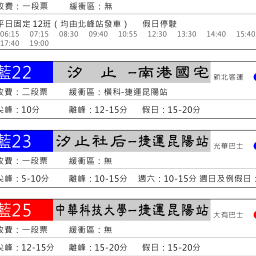 收費：一段票 緩衝區：無
平日固定12班（均由北峰站發車） 假日停駛
06:15 07:15 08:30 09:40 10:55 12:30 13:30 14:40 15:40
17:40 19:00
藍22 汐 止 -南港國宅 新北客運
收費：二段票 緩衝區：橫科-捷運昆陽站
尖峰：10分 離峰：12-15分 假日：15-20分
藍23 汐止社后-捷運昆陽站 光華巴士
收費：一段票 緩衝區：無
尖峰：5-10分 離峰：10-15分 週六：10-15分 週日及例假日：
藍25 中華科技大學-捷運昆陽站 大有巴士
收費：一段票 緩衝區：無
尖峰：12-15分 離峰：15-20分 假日：15-20分